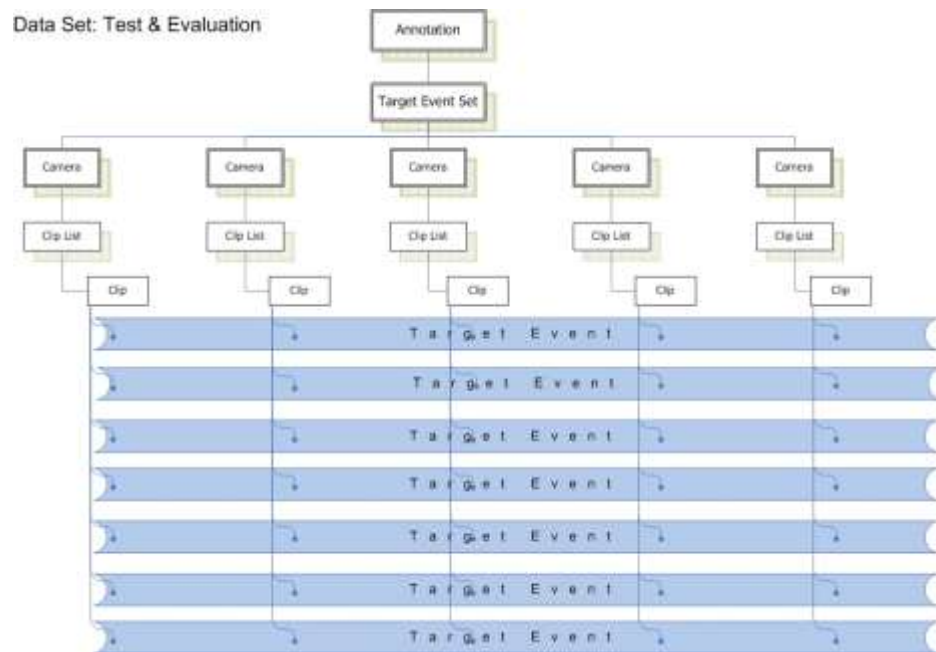 Data Set: Test & Evaluation
Annotation
Target Event Set
Camera Camera Camera Camera Camera
Clip List Clip List Clip List Clip List Clip List
Clip Clip Clip Clip Clip
Target Event
Target Event
Target Event
Target Event
Target Event
Target Event
Target Event